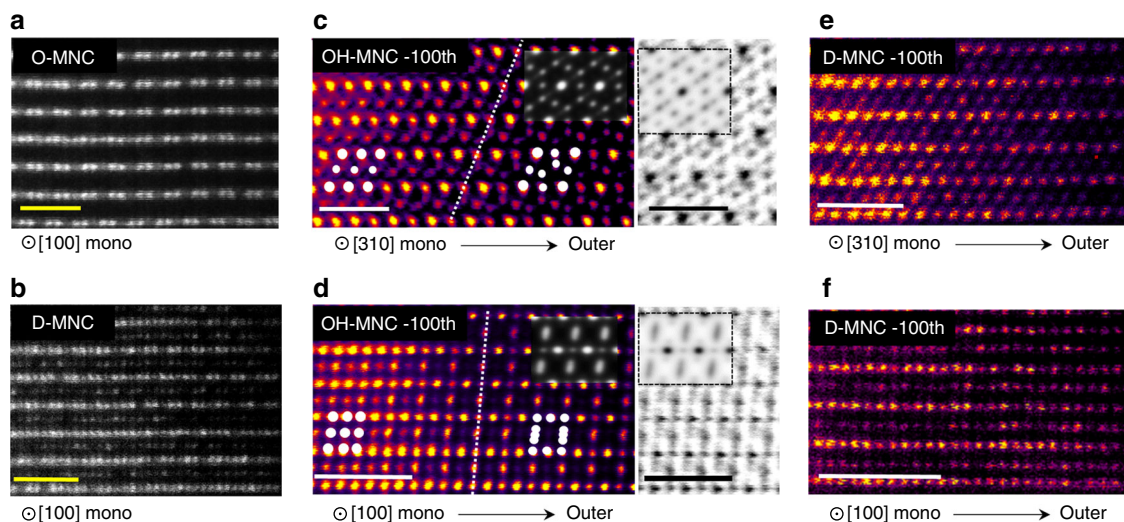 a
O-MNC
⊙[100] mono
b
D-MNC
⊙[100] mono
c
OH-MNC -100th
⊙[310] mono
Outer
d
OH-MNC -100th
⊙[100] mono
Outer
e
D-MNC -100th
⊙[310] mono
Outer
f
D-MNC -100th
⊙[100] mono
Outer